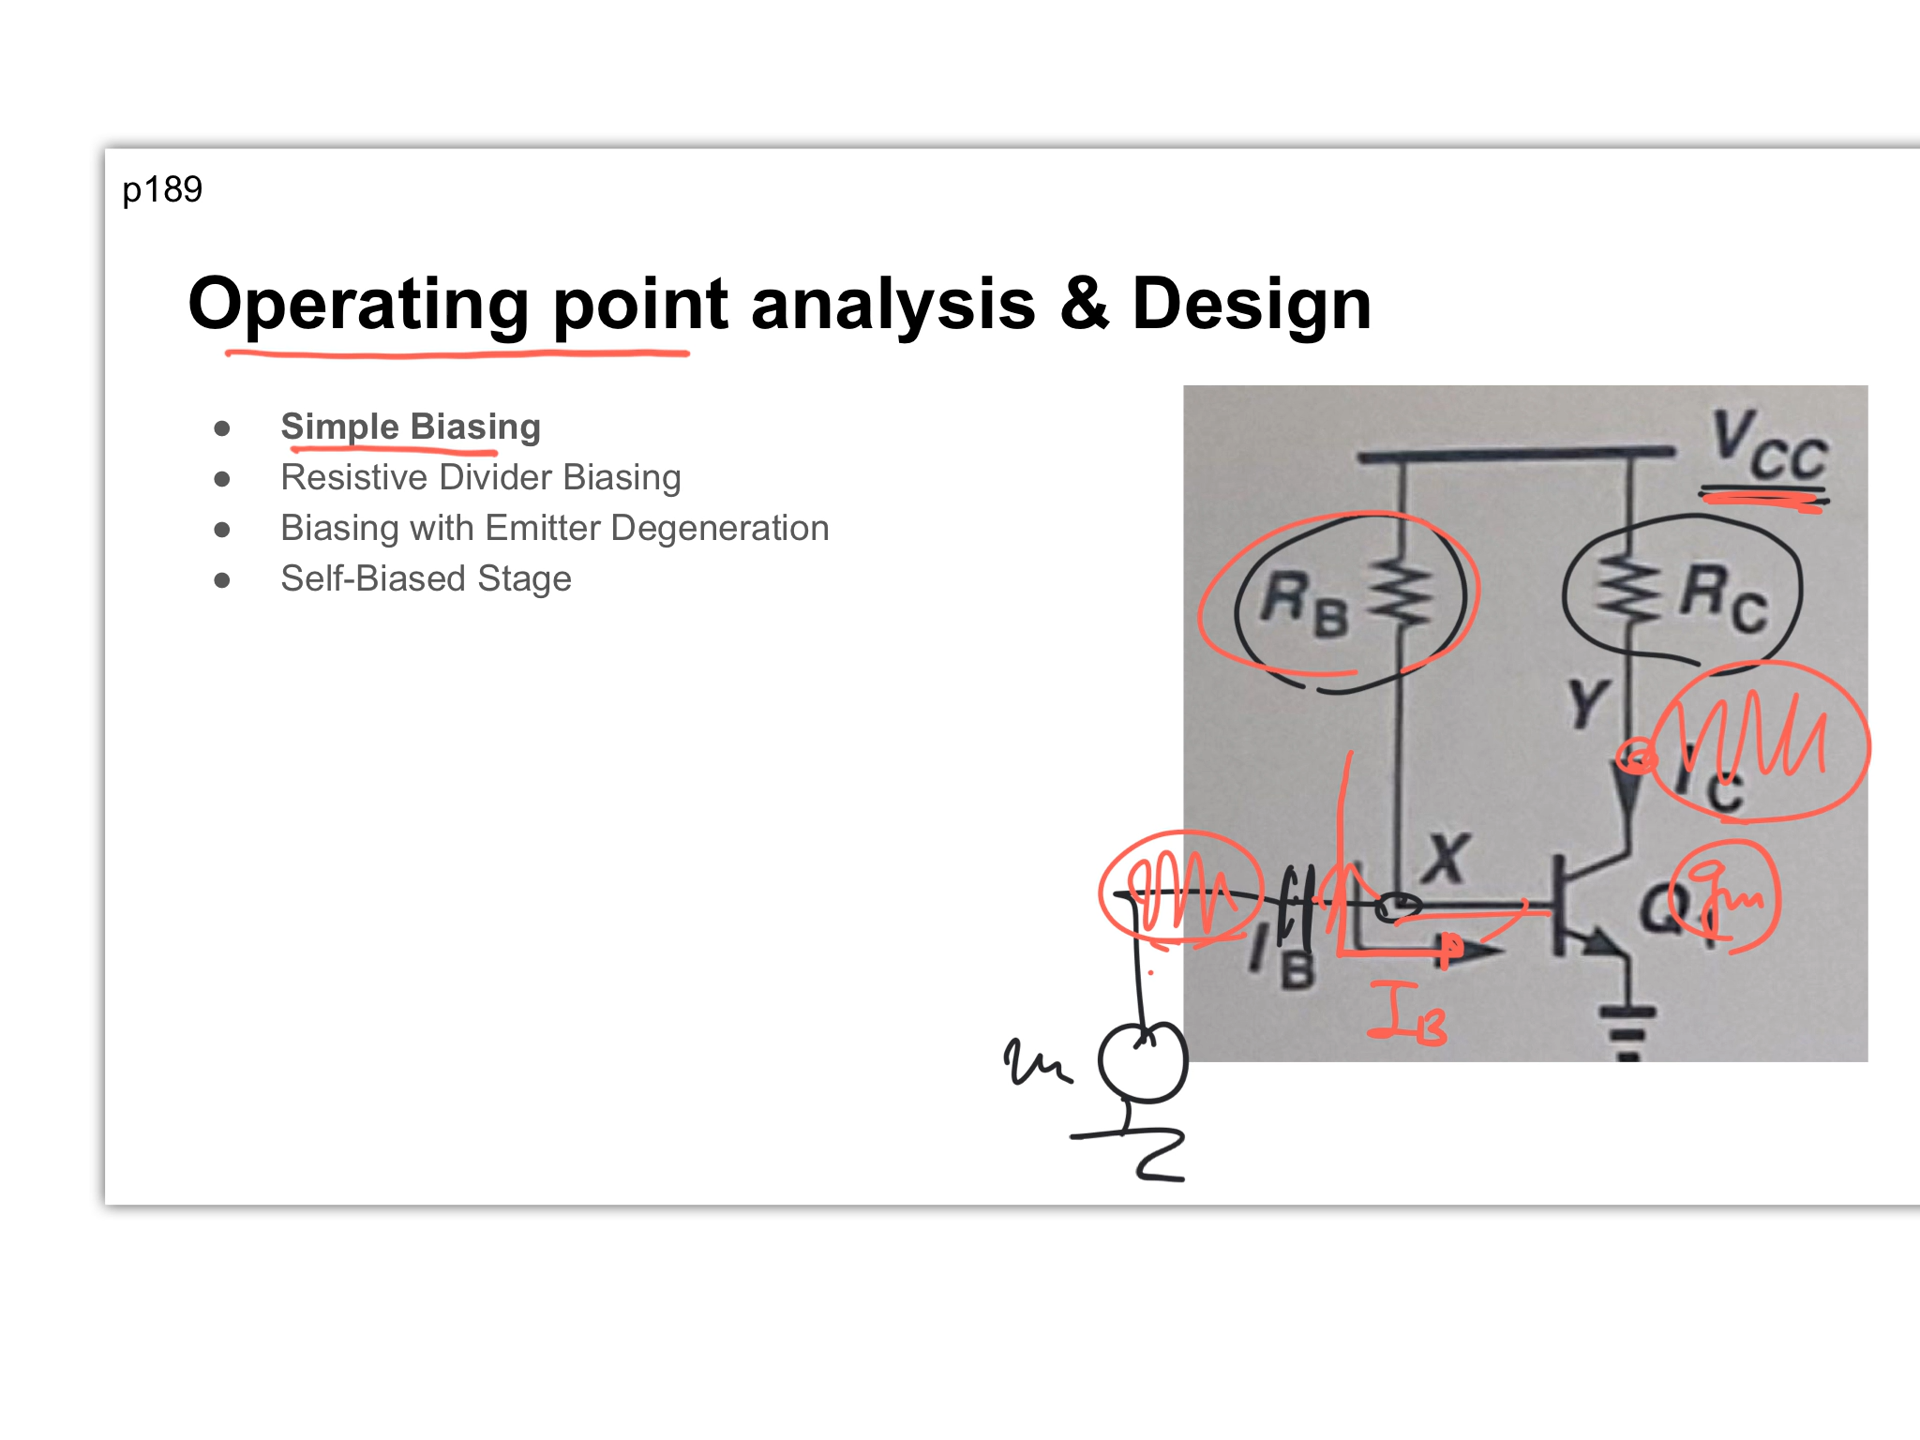 p189
Operating point analysis & Design
● Simple Biasing
● Resistive Divider Biasing
● Biasing with Emitter Degeneration
● Self-Biased Stage
VCC
RB
RC
Y
IC
X
Q1
gm
IB
IB